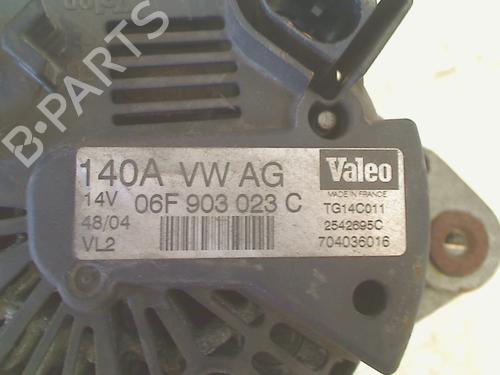 B-PARTS
140A VW AG
14V 06F 903 023 C
48/04
VL2
Valeo
MADE IN FRANCE
TG14C011
2542695C
704036016